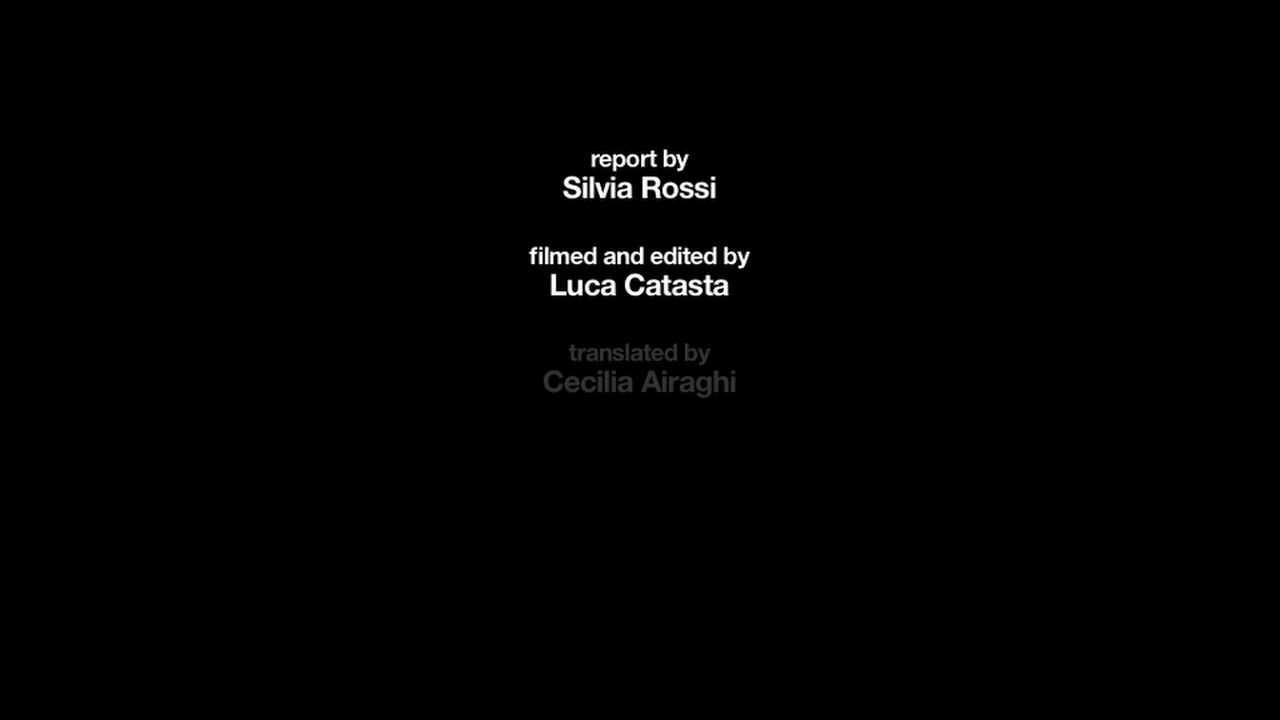 report by
Silvia Rossi
filmed and edited by
Luca Catasta
translated by
Cecilia Airaghi